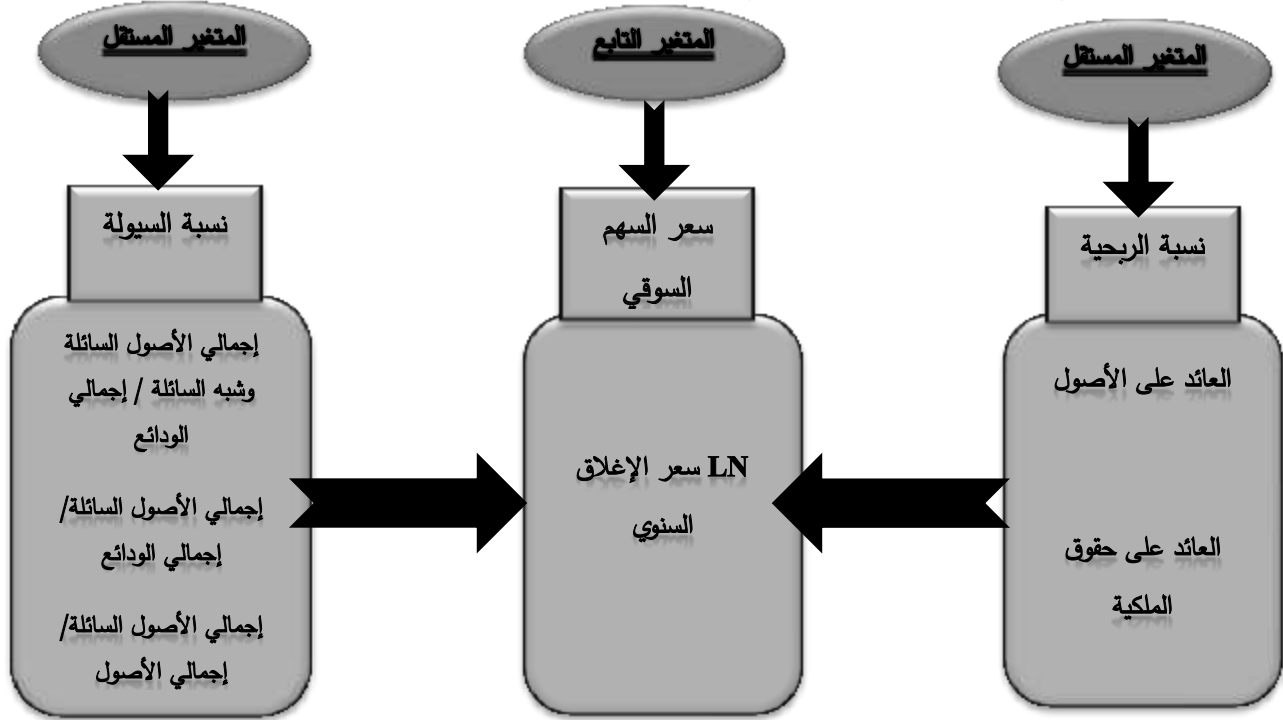 المتغير المستقل
نسبة الربحية
العائد على الأصول
العائد على حقوق
الملكية
المتغير التابع
سعر السهم
السوقي
LN سعر الإغلاق
السنوي
المتغير المستقل
نسبة السيولة
إجمالي الأصول السائلة
وشبه السائلة / إجمالي
الودائع
إجمالي الأصول السائلة/
إجمالي الودائع
إجمالي الأصول السائلة/
إجمالي الأصول